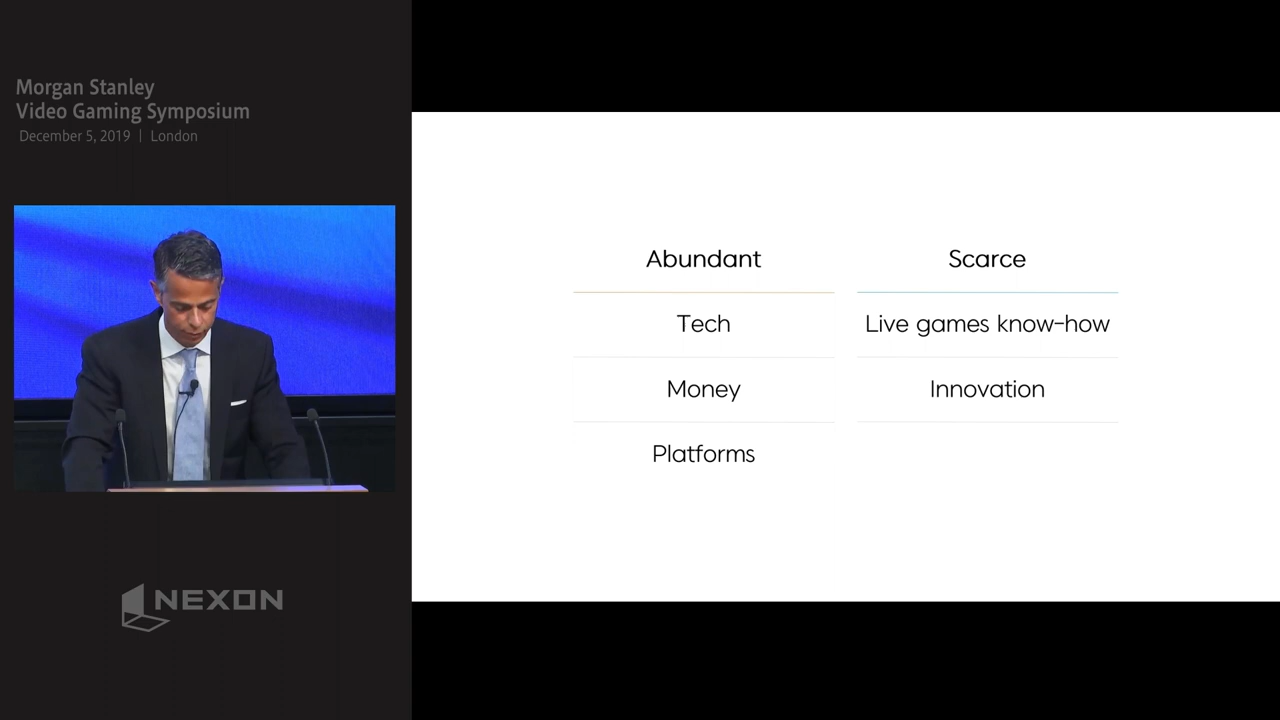 Morgan Stanley
Video Gaming Symposium
December 5, 2019 | London
NEXON
Abundant
Scarce
Tech
Live games know-how
Money
Innovation
Platforms